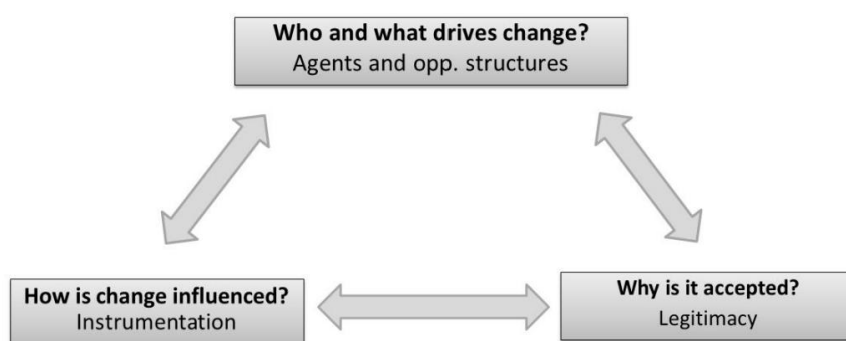 Who and what drives change?
Agents and opp. structures
How is change influenced?
Instrumentation
Why is it accepted?
Legitimacy